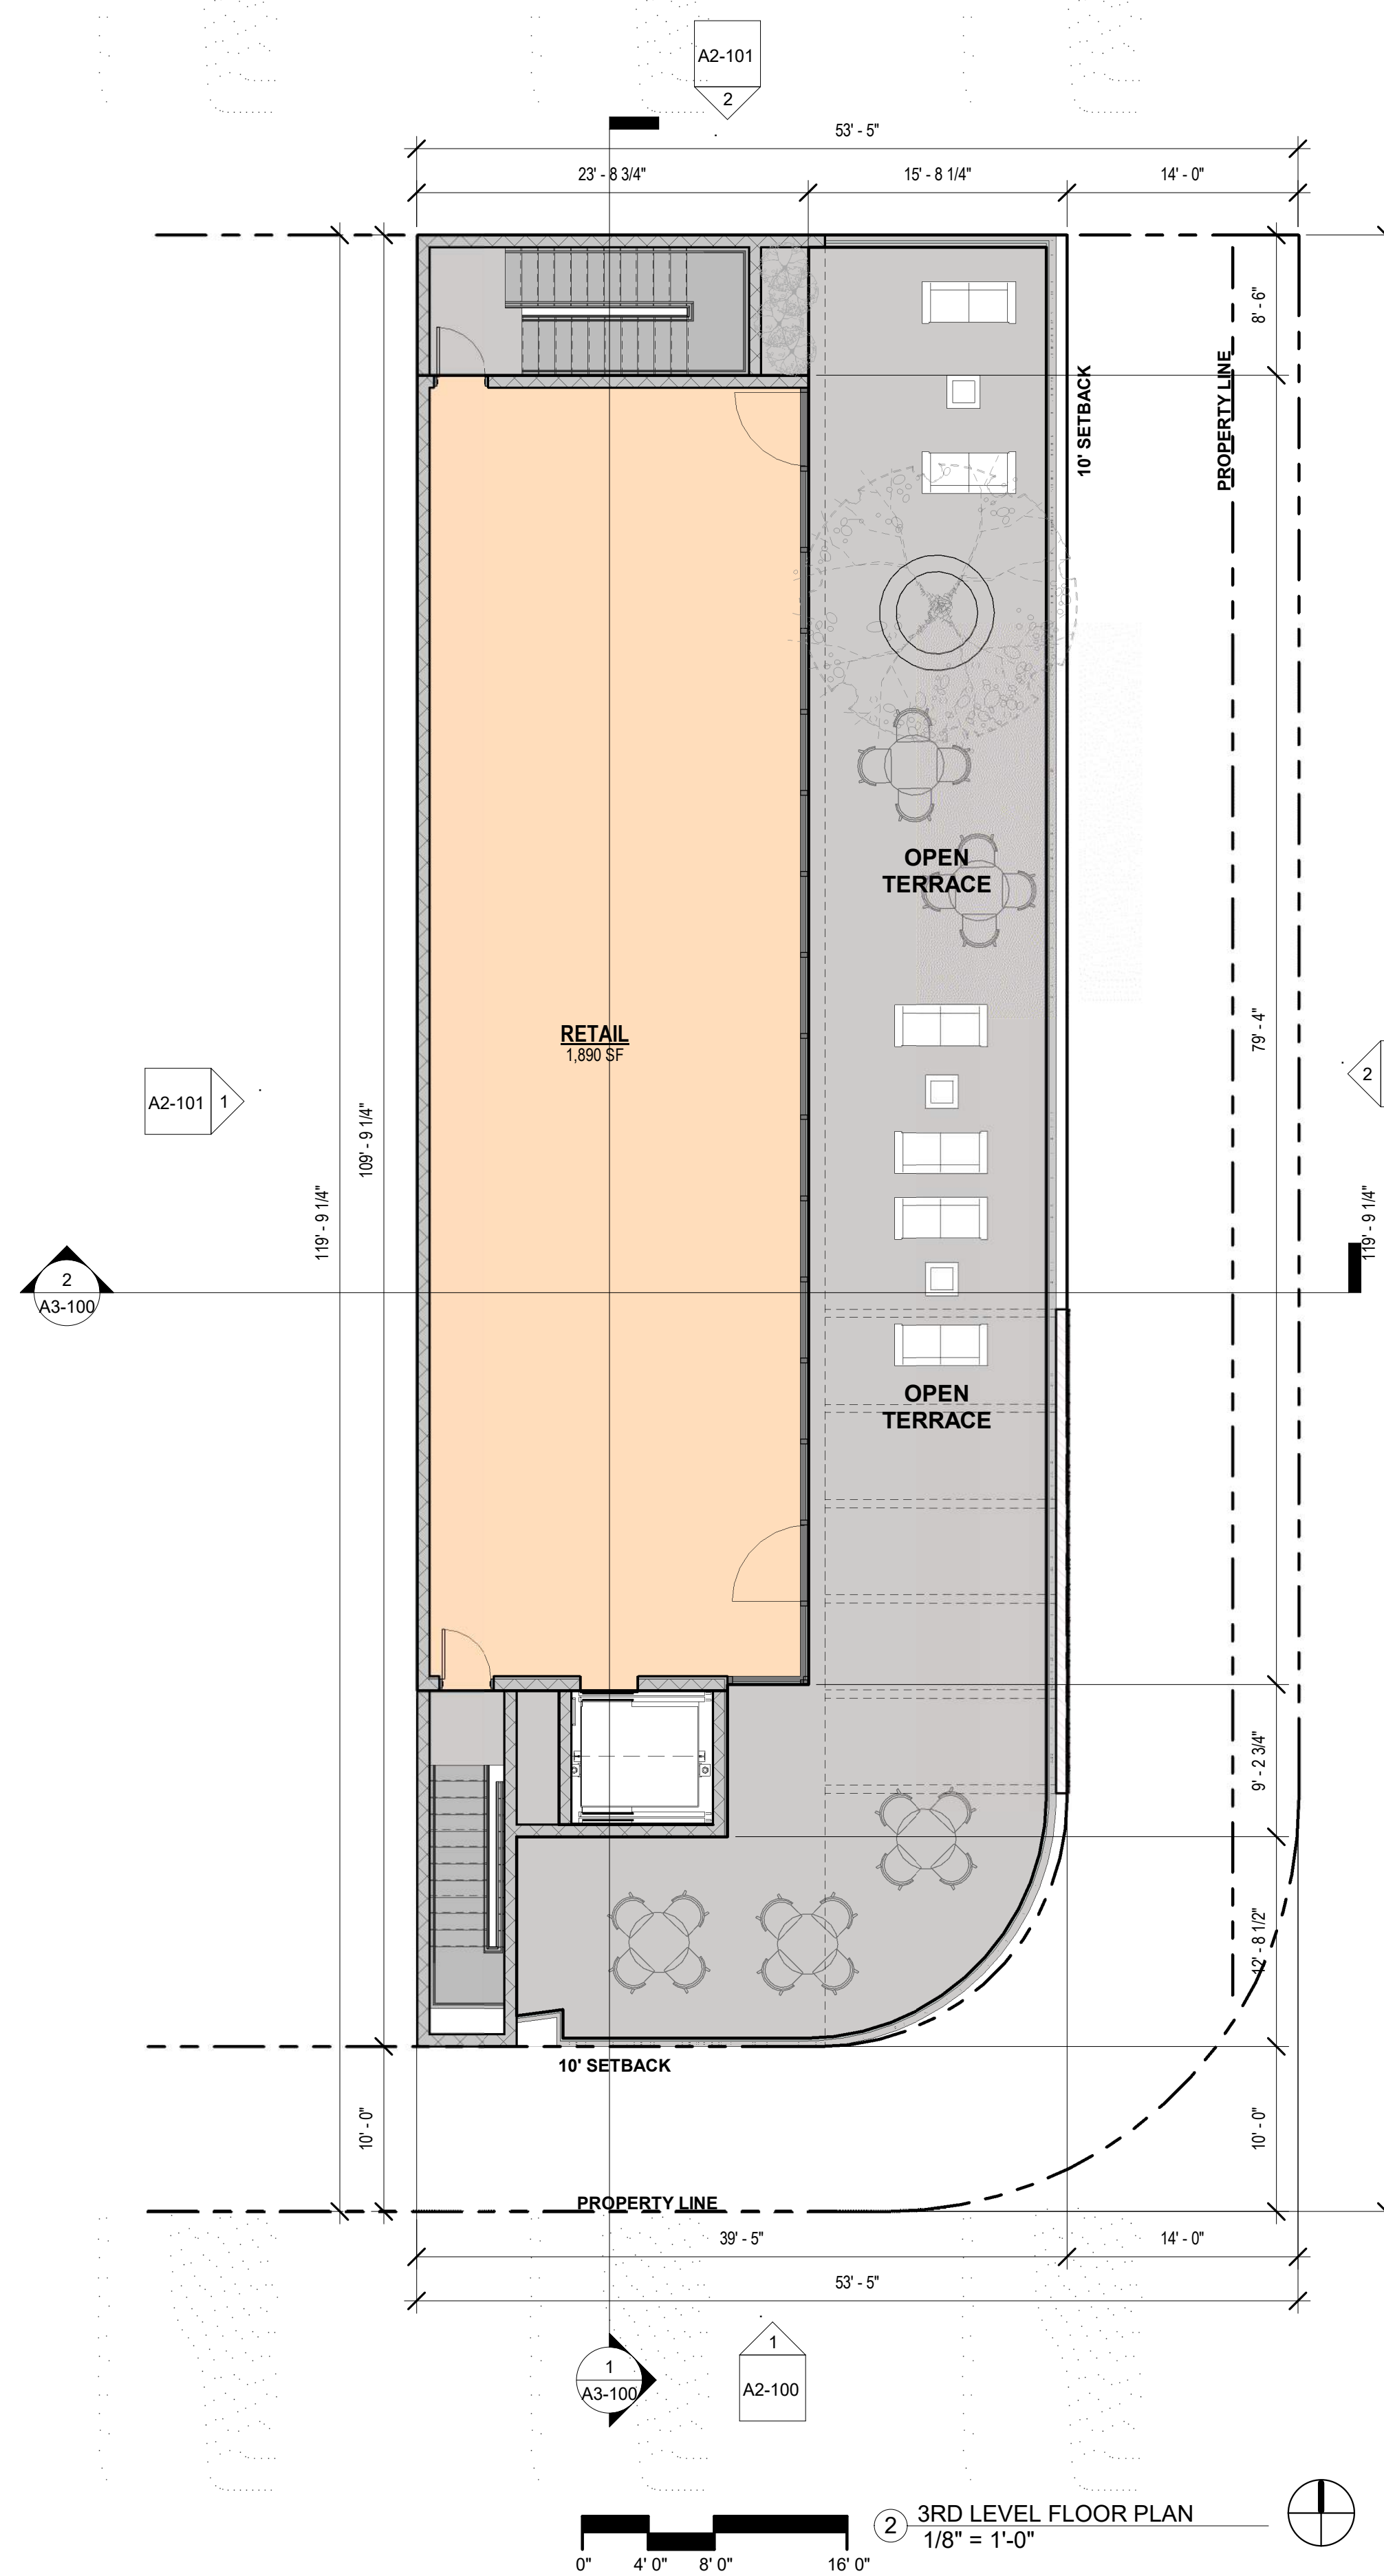 A2-101
2
53' - 5"
23' - 8 3/4"
15' - 8 1/4"
14' - 0"
8' - 6"
10' SETBACK
PROPERTY LINE
OPEN
TERRACE
RETAIL
1,890 SF
79' - 4"
A2-101
1
2
109' - 9 1/4"
119' - 9 1/4"
119' - 9 1/4"
2
A3-100
OPEN
TERRACE
9' - 2 3/4"
12' - 8 1/2"
10' SETBACK
10' - 0"
10' - 0"
PROPERTY LINE
39' - 5"
14' - 0"
53' - 5"
1
A3-100
1
A2-100
2
3RD LEVEL FLOOR PLAN
1/8" = 1'-0"
0"
4' 0"
8' 0"
16' 0"